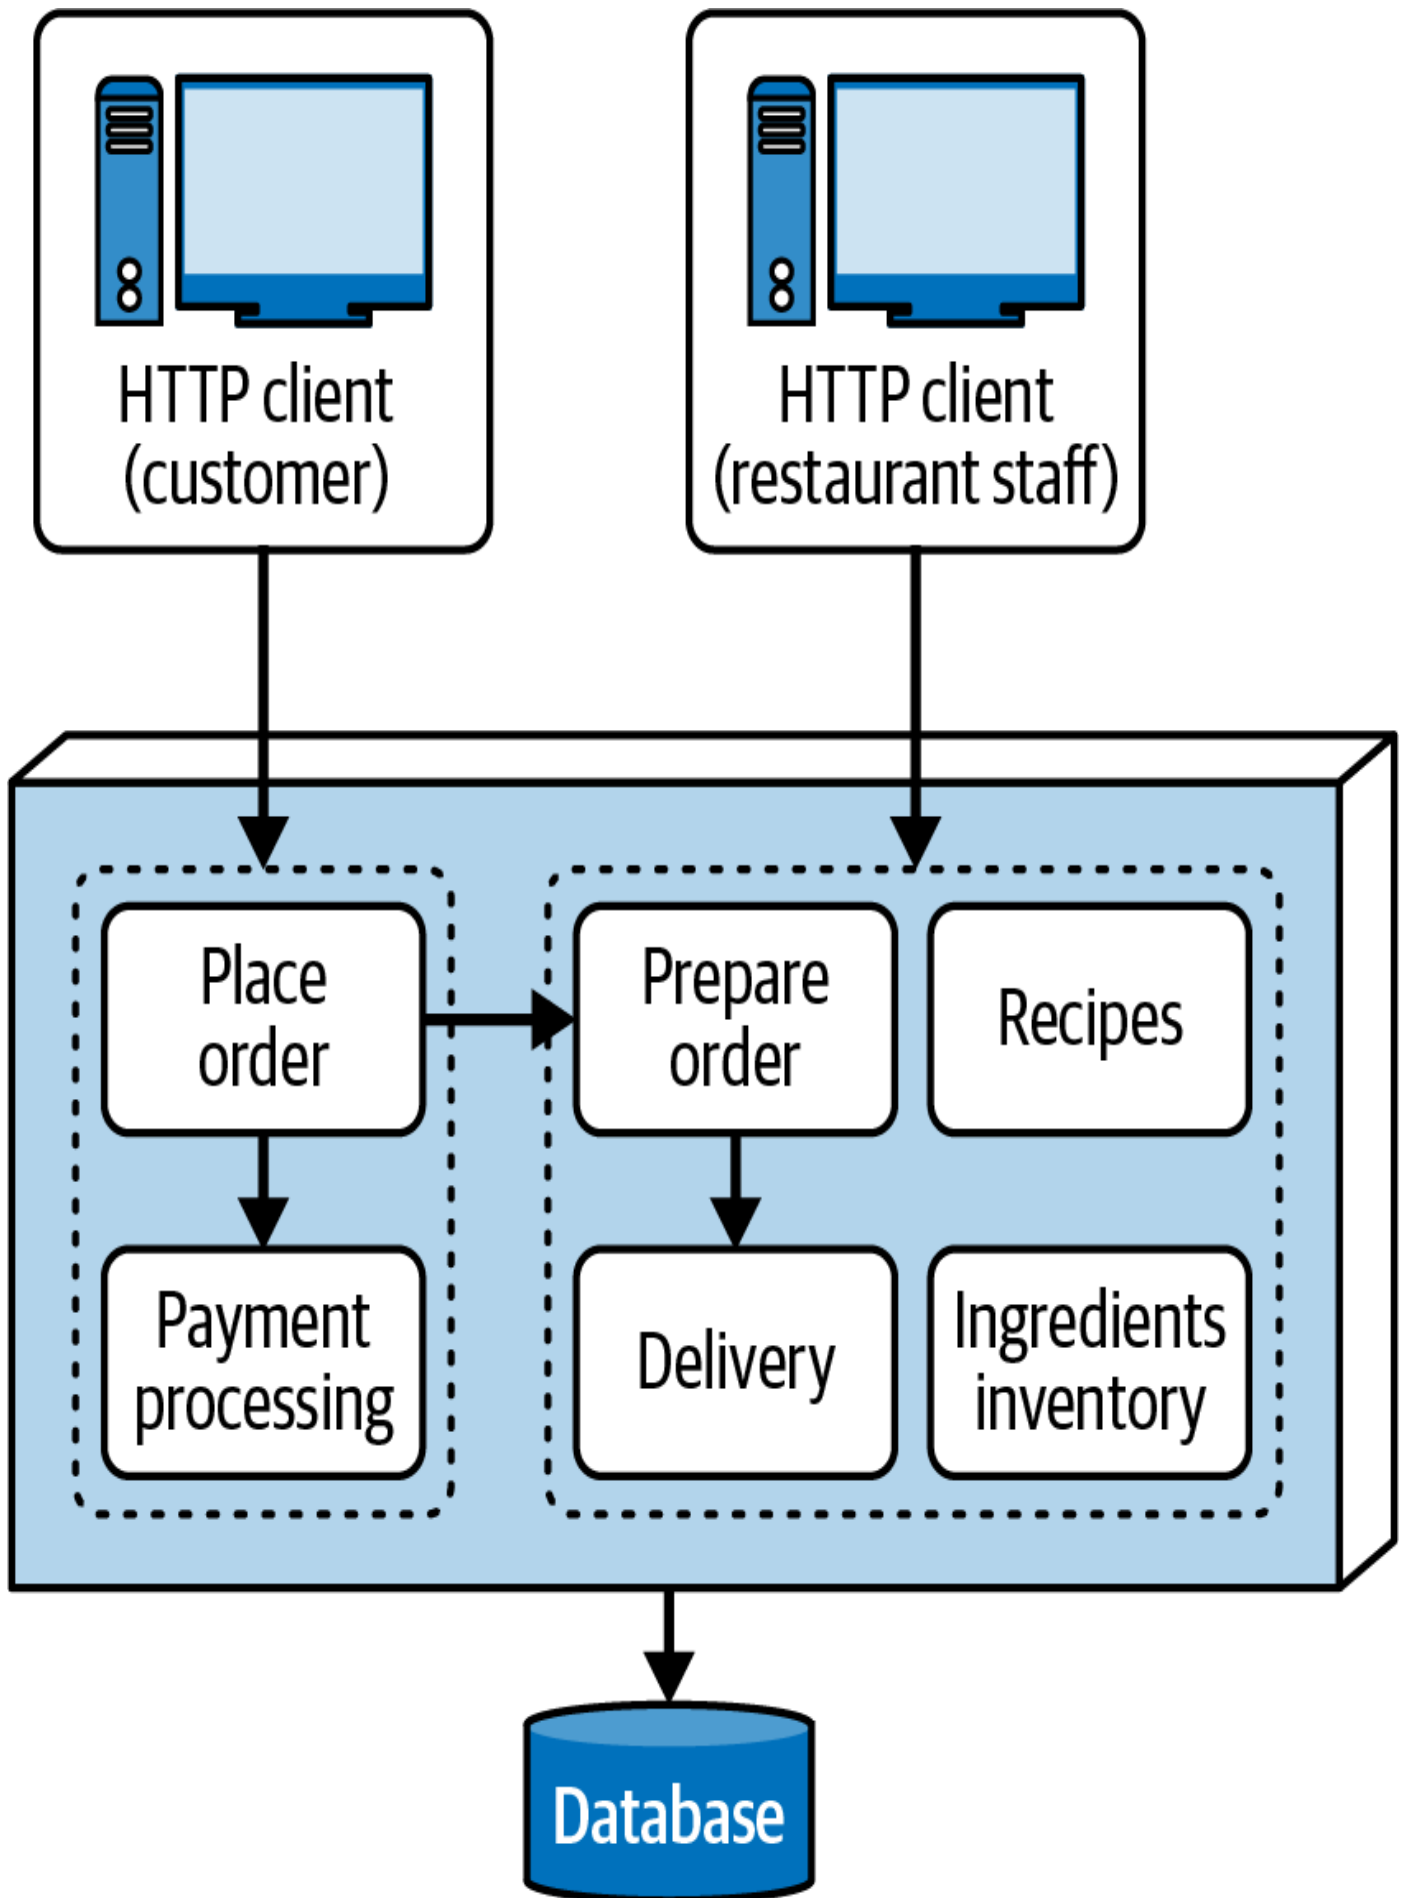 HTTP client
(customer)
HTTP client
(restaurant staff)
Place
order
Prepare
order
Recipes
Payment
processing
Delivery
Ingredients
inventory
Database